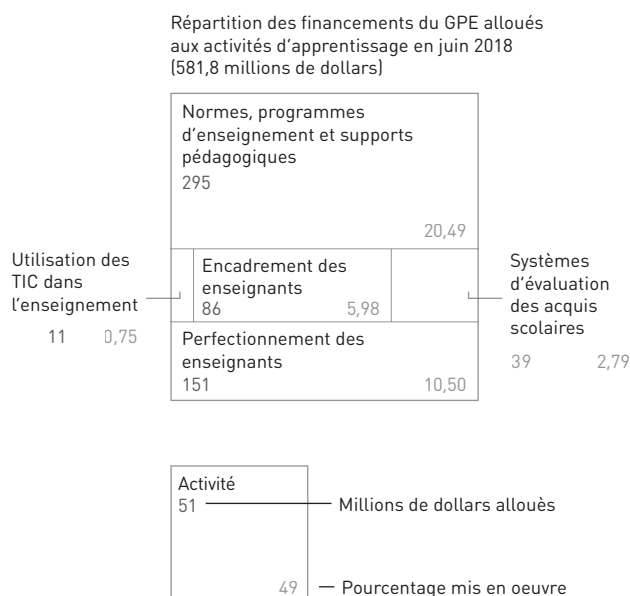 Répartition des financements du GPE alloués
aux activités d'apprentissage en juin 2018
(581,8 millions de dollars)
Normes, programmes
d'enseignement et supports
pédagogiques
295
20,49
Utilisation des
TIC dans
l'enseignement
11 0,75
Encadrement des
enseignants
86 5,98
Systèmes
d'évaluation
des acquis
scolaires
39 2,79
Perfectionnement des
enseignants
151 10,50
Activité
51 Millions de dollars allouès
49 Pourcentage mis en oeuvre